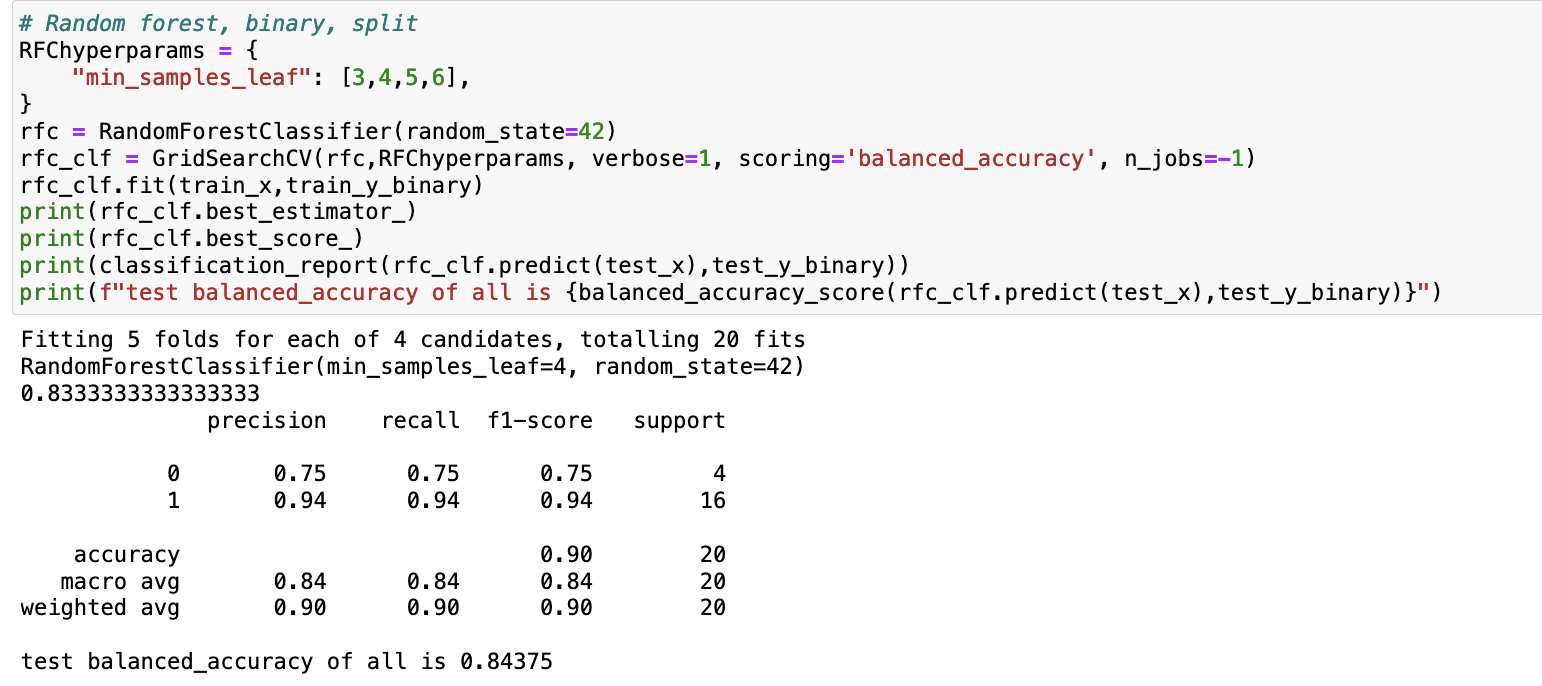 # Random forest, binary, split
RFChyperparams = {
    "min_samples_leaf": [3,4,5,6],
}
rfc = RandomForestClassifier(random_state=42)
rfc_clf = GridSearchCV(rfc,RFChyperparams, verbose=1, scoring='balanced_accuracy', n_jobs=-1)
rfc_clf.fit(train_x,train_y_binary)
print(rfc_clf.best_estimator_)
print(rfc_clf.best_score_)
print(classification_report(rfc_clf.predict(test_x),test_y_binary))
print(f"test balanced_accuracy of all is {balanced_accuracy_score(rfc_clf.predict(test_x),test_y_binary)}")
Fitting 5 folds for each of 4 candidates, totalling 20 fits
RandomForestClassifier(min_samples_leaf=4, random_state=42)
0.8333333333333333
              precision    recall  f1-score   support
           0       0.75      0.75      0.75         4
           1       0.94      0.94      0.94        16
    accuracy                           0.90        20
   macro avg       0.84      0.84      0.84        20
weighted avg       0.90      0.90      0.90        20
test balanced_accuracy of all is 0.84375